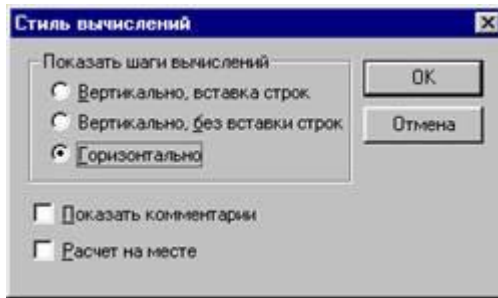 Стиль вычислений
Показать шаги вычислений
Вертикально, вставка строк
Вертикально, без вставки строк
Горизонтально
OK
Отмена
Показать комментарии
Расчет на месте